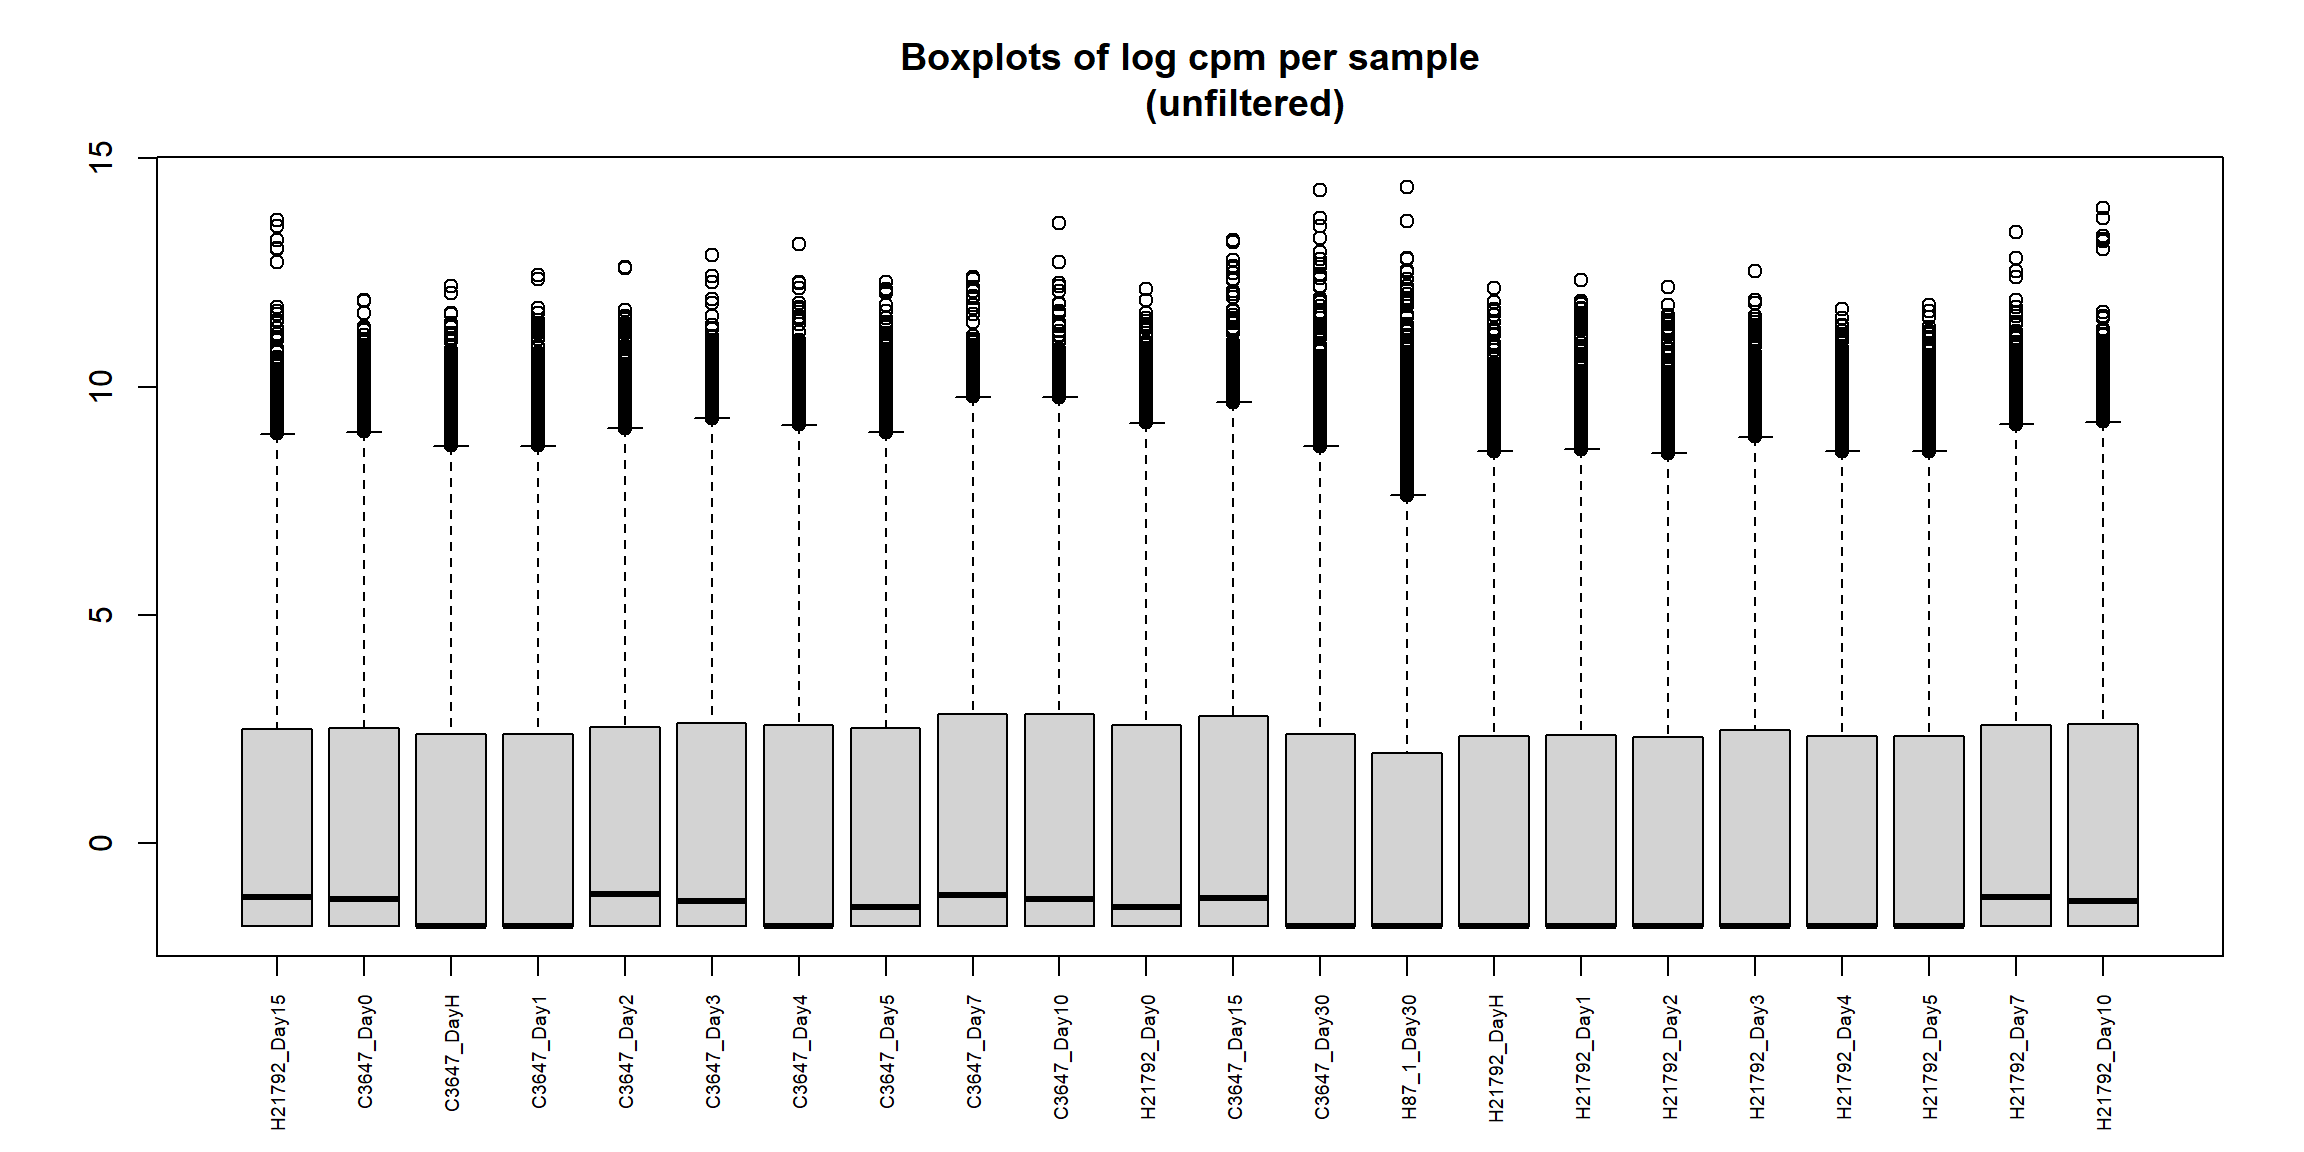 Boxplots of log cpm per sample
(unfiltered)
15
10
5
0
H21792_Day15
C3647_Day0
C3647_DayH
C3647_Day1
C3647_Day2
C3647_Day3
C3647_Day4
C3647_Day5
C3647_Day7
C3647_Day10
H21792_Day0
C3647_Day15
C3647_Day30
H87_1_Day30
H21792_DayH
H21792_Day1
H21792_Day2
H21792_Day3
H21792_Day4
H21792_Day5
H21792_Day7
H21792_Day10